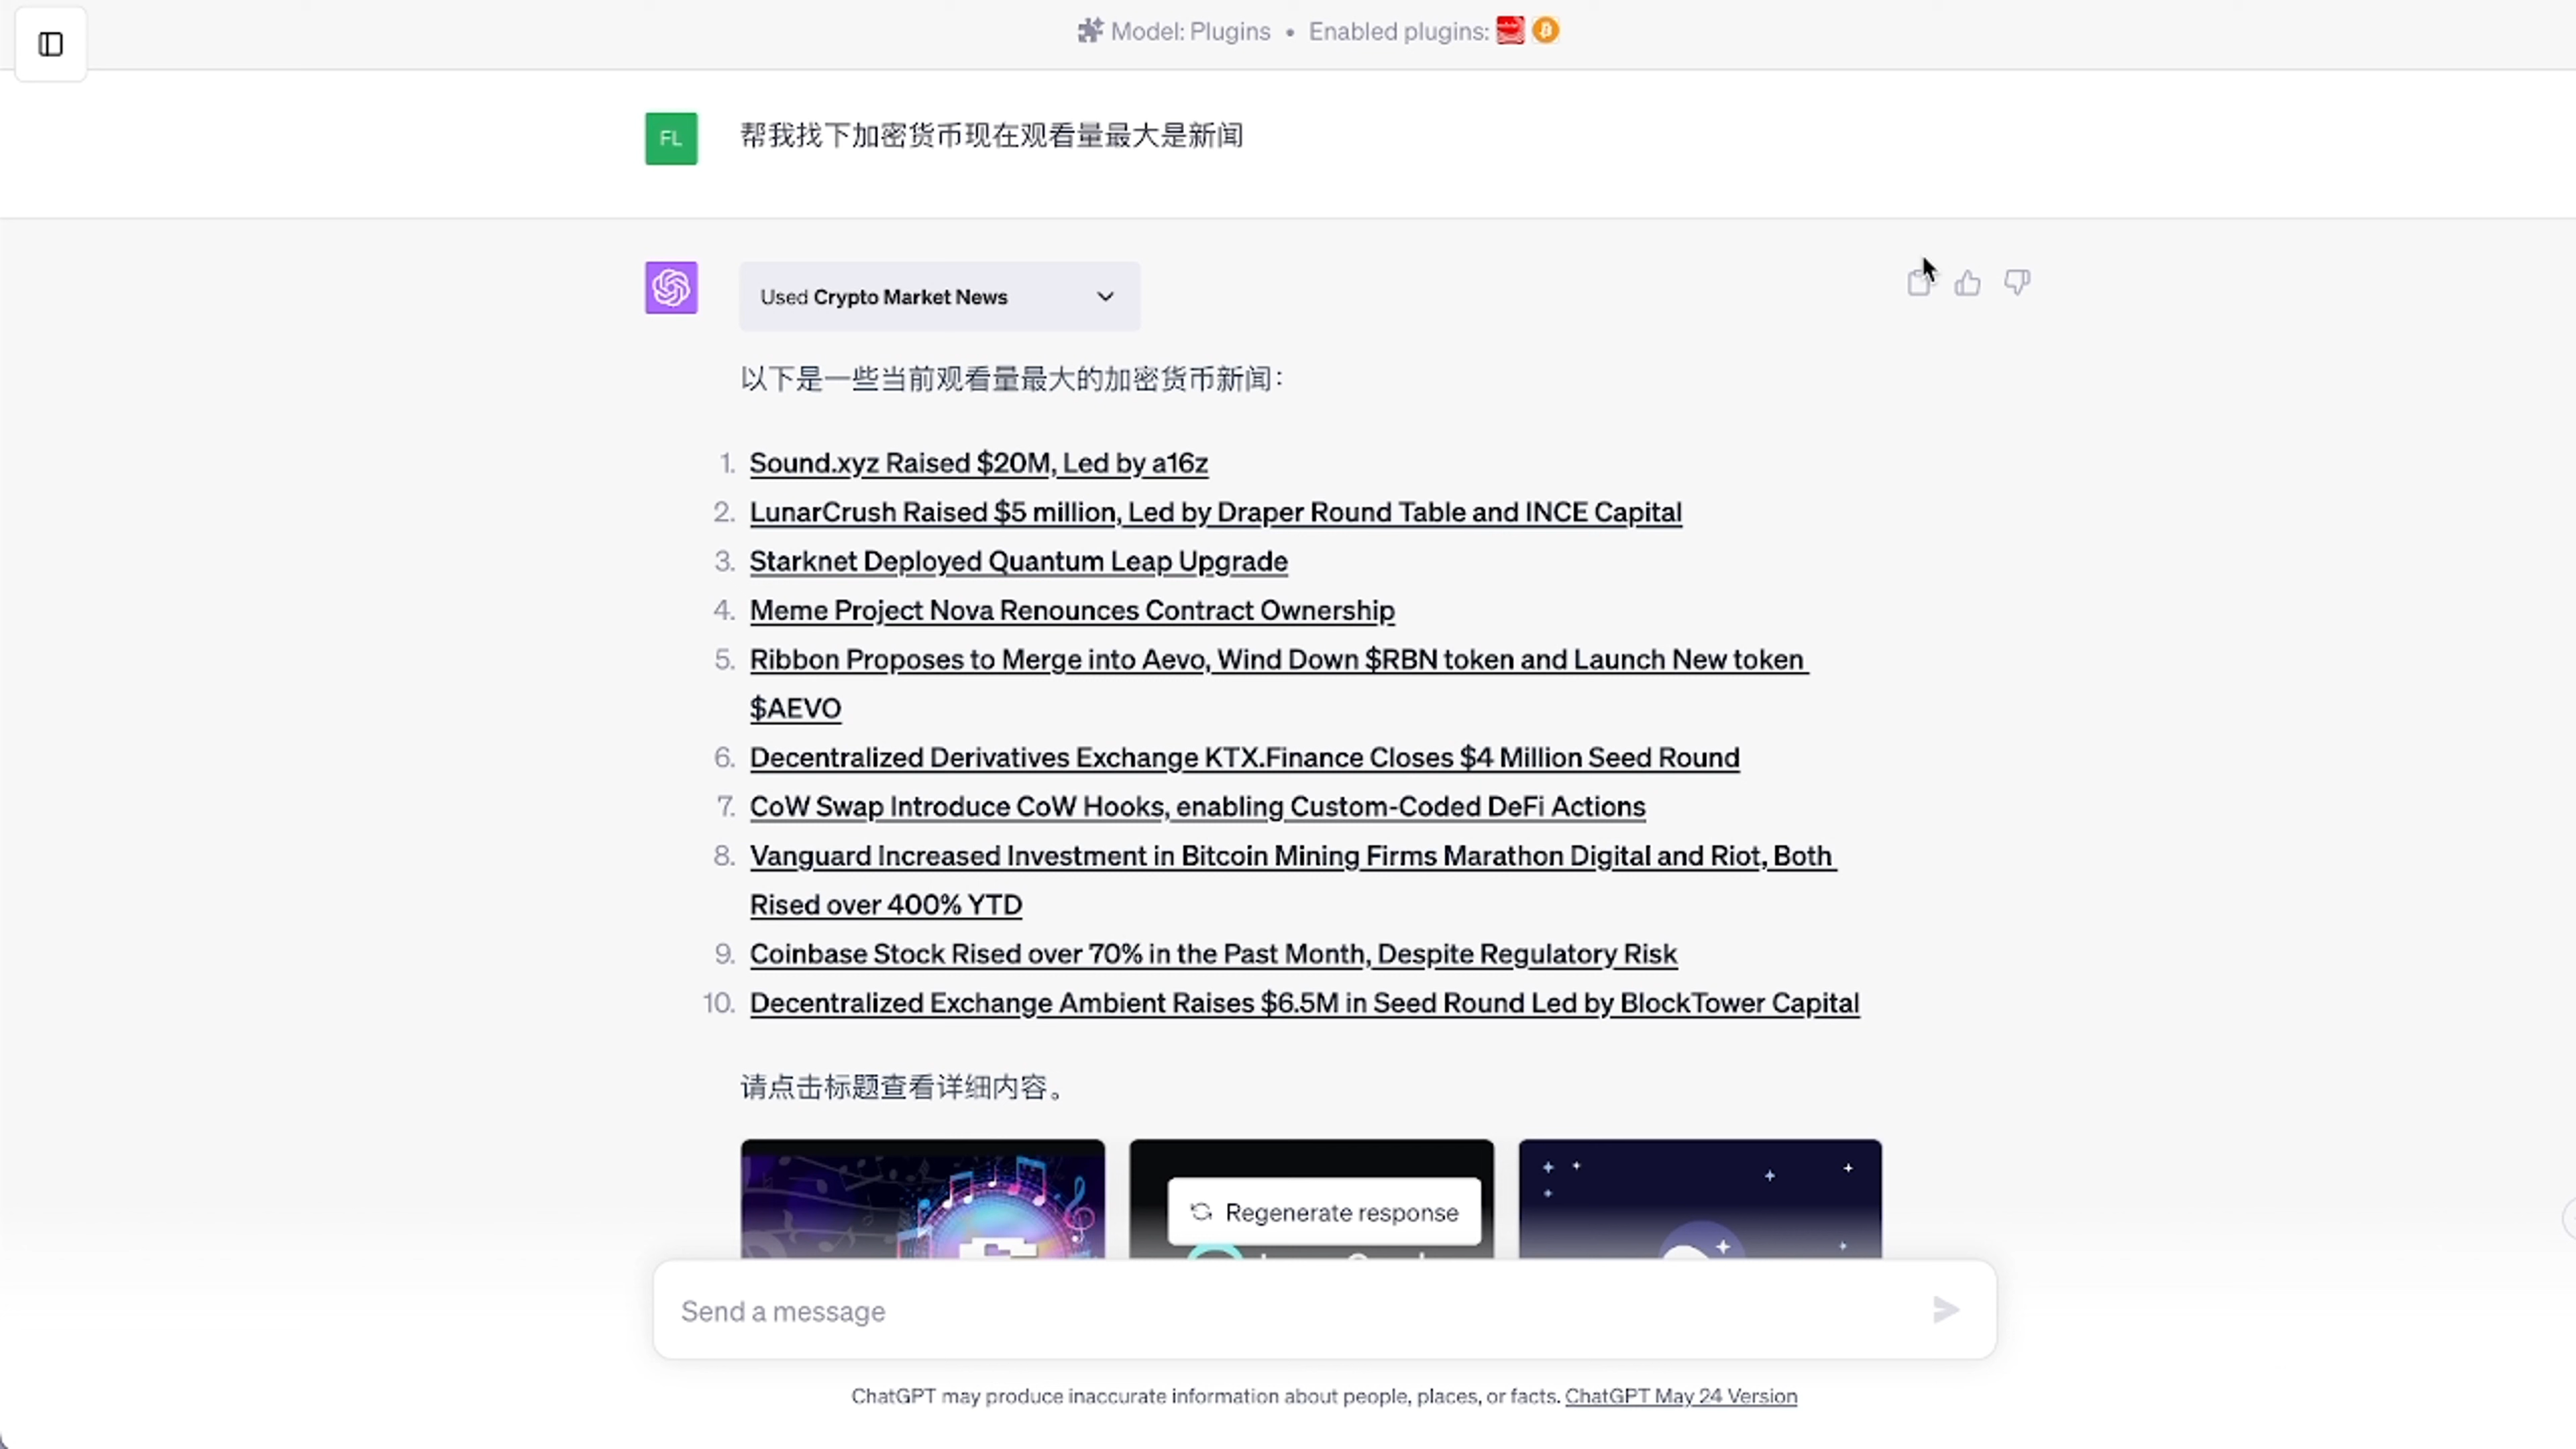 Model: Plugins • Enabled plugins:
FL
帮我找下加密货币现在观看量最大是新闻
Used Crypto Market News
以下是一些当前观看量最大的加密货币新闻：
1. Sound.xyz Raised $20M, Led by a16z
2. LunarCrush Raised $5 million, Led by Draper Round Table and INCE Capital
3. Starknet Deployed Quantum Leap Upgrade
4. Meme Project Nova Renounces Contract Ownership
5. Ribbon Proposes to Merge into Aevo, Wind Down $RBN token and Launch New token
$AEVO
6. Decentralized Derivatives Exchange KTX.Finance Closes $4 Million Seed Round
7. CoW Swap Introduce CoW Hooks, enabling Custom-Coded DeFi Actions
8. Vanguard Increased Investment in Bitcoin Mining Firms Marathon Digital and Riot, Both
Rised over 400% YTD
9. Coinbase Stock Rised over 70% in the Past Month, Despite Regulatory Risk
10. Decentralized Exchange Ambient Raises $6.5M in Seed Round Led by BlockTower Capital
请点击标题查看详细内容。
Regenerate response
Send a message
ChatGPT may produce inaccurate information about people, places, or facts. ChatGPT May 24 Version